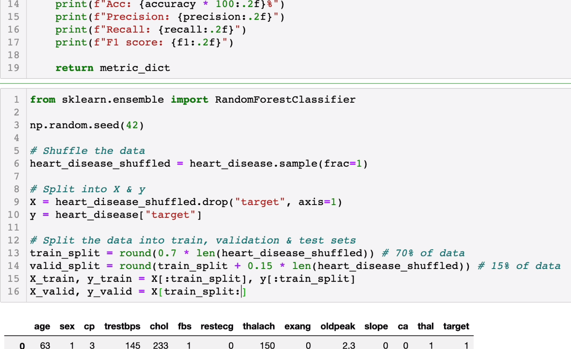 14 print(f"Acc: {accuracy * 100:.2f}%")
15 print(f"Precision: {precision:.2f}")
16 print(f"Recall: {recall:.2f}")
17 print(f"F1 score: {f1:.2f}")
18
19 return metric_dict
1 from sklearn.ensemble import RandomForestClassifier
2
3 np.random.seed(42)
4
5 # Shuffle the data
6 heart_disease_shuffled = heart_disease.sample(frac=1)
7
8 # Split into X & y
9 X = heart_disease_shuffled.drop("target", axis=1)
10 y = heart_disease["target"]
11
12 # Split the data into train, validation & test sets
13 train_split = round(0.7 * len(heart_disease_shuffled)) # 70% of data
14 valid_split = round(train_split + 0.15 * len(heart_disease_shuffled)) # 15% of data
15 X_train, y_train = X[:train_split], y[:train_split]
16 X_valid, y_valid = X[train_split:]
age sex cp trestbps chol fbs restecg thalach exang oldpeak slope ca thal target
0 63 1 3 145 233 1 0 150 0 2.3 0 0 1 1